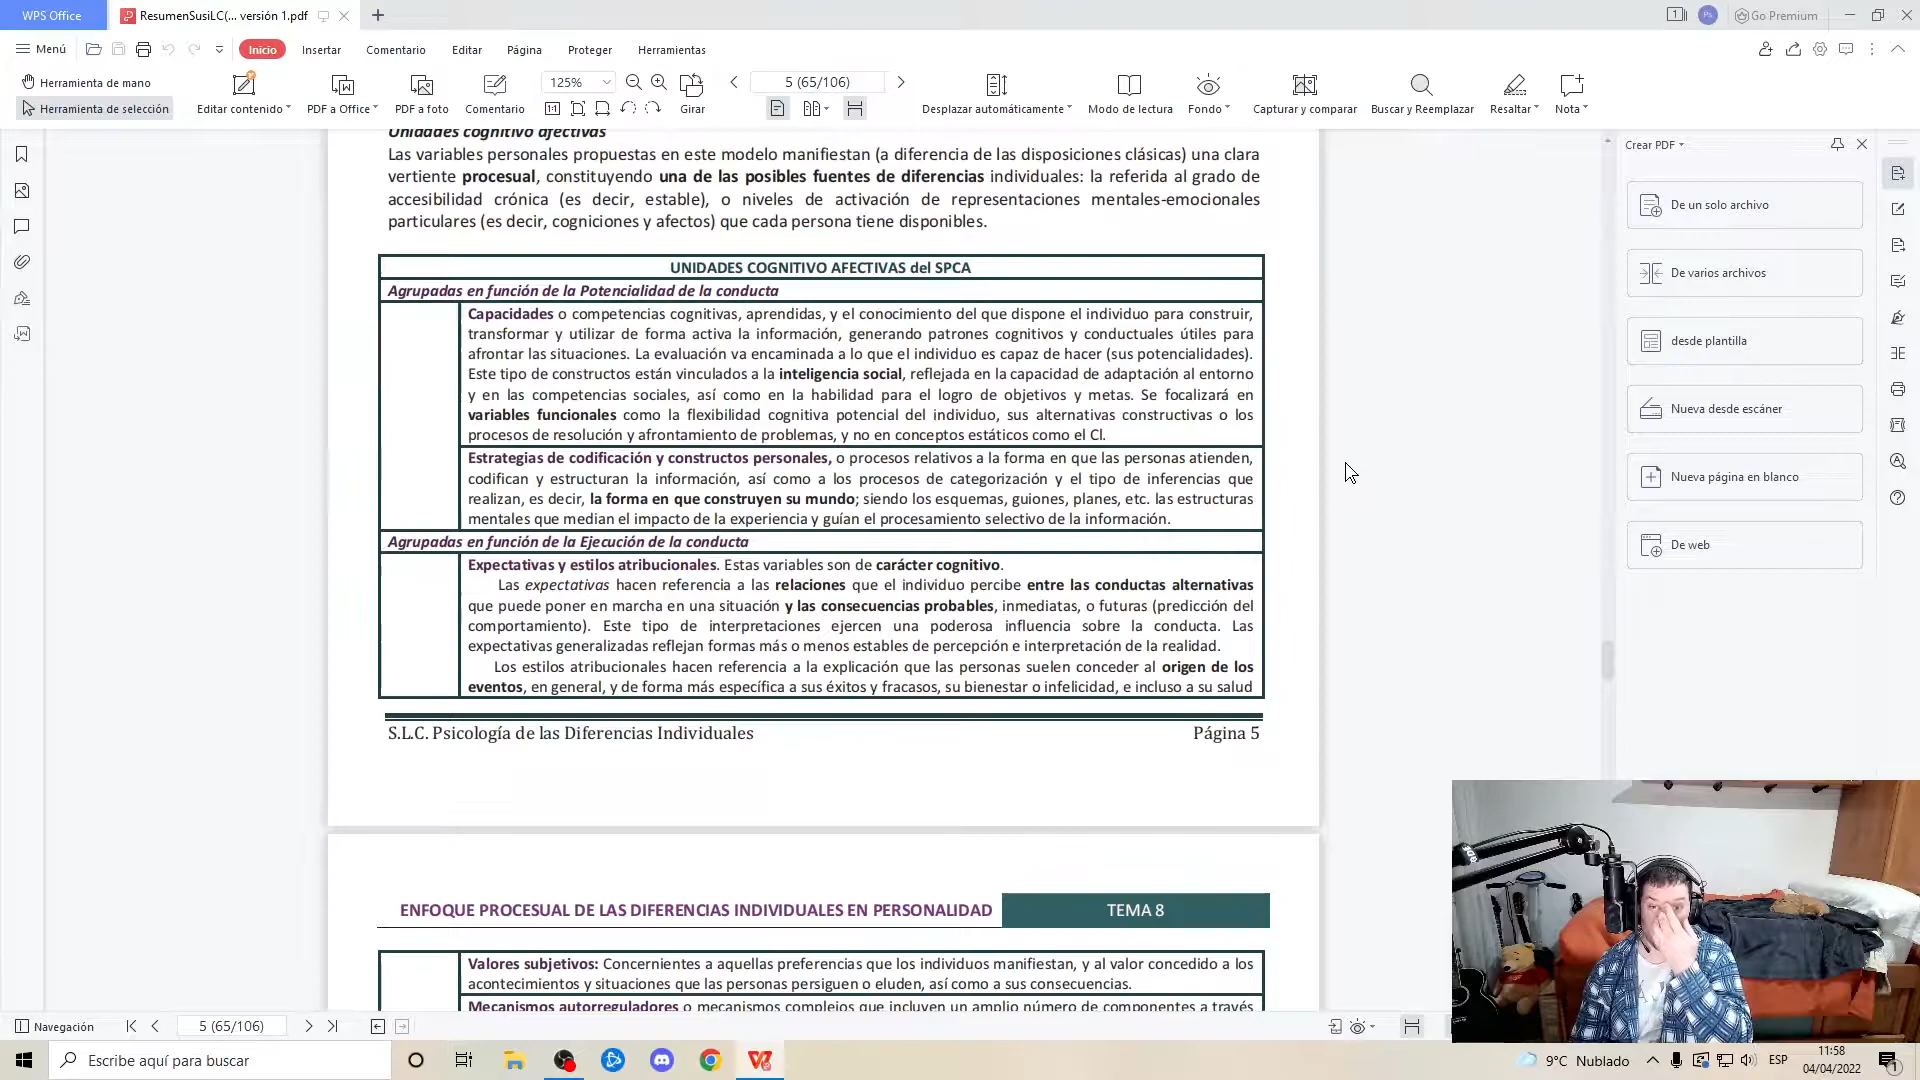 WPS Office
ResumenSusiLC(... versión 1.pdf
Go Premium
Menú
Inicio
Insertar
Comentario
Editar
Página
Proteger
Herramientas
Herramienta de mano
Herramienta de selección
Editar contenido
PDF a Office
PDF a foto
Comentario
125%
Girar
5 (65/106)
Desplazar automáticamente
Modo de lectura
Fondo
Capturar y comparar
Buscar y Reemplazar
Resaltar
Nota
Unidades cognitivo afectivas
Las variables personales propuestas en este modelo manifiestan (a diferencia de las disposiciones clásicas) una clara
vertiente procesual, constituyendo una de las posibles fuentes de diferencias individuales: la referida al grado de
accesibilidad crónica (es decir, estable), o niveles de activación de representaciones mentales-emocionales
particulares (es decir, cogniciones y afectos) que cada persona tiene disponibles.
UNIDADES COGNITIVO AFECTIVAS del SPCA
Agrupadas en función de la Potencialidad de la conducta
Capacidades o competencias cognitivas, aprendidas, y el conocimiento del que dispone el individuo para construir,
transformar y utilizar de forma activa la información, generando patrones cognitivos y conductuales útiles para
afrontar las situaciones. La evaluación va encaminada a lo que el individuo es capaz de hacer (sus potencialidades).
Este tipo de constructos están vinculados a la inteligencia social, reflejada en la capacidad de adaptación al entorno
y en las competencias sociales, así como en la habilidad para el logro de objetivos y metas. Se focalizará en
variables funcionales como la flexibilidad cognitiva potencial del individuo, sus alternativas constructivas o los
procesos de resolución y afrontamiento de problemas, y no en conceptos estáticos como el Cl.
Estrategias de codificación y constructos personales, o procesos relativos a la forma en que las personas atienden,
codifican y estructuran la información, así como a los procesos de categorización y el tipo de inferencias que
realizan, es decir, la forma en que construyen su mundo; siendo los esquemas, guiones, planes, etc. las estructuras
mentales que median el impacto de la experiencia y guían el procesamiento selectivo de la información.
Agrupadas en función de la Ejecución de la conducta
Expectativas y estilos atribucionales. Estas variables son de carácter cognitivo.
Las expectativas hacen referencia a las relaciones que el individuo percibe entre las conductas alternativas
que puede poner en marcha en una situación y las consecuencias probables, inmediatas, o futuras (predicción del
comportamiento). Este tipo de interpretaciones ejercen una poderosa influencia sobre la conducta. Las
expectativas generalizadas reflejan formas más o menos estables de percepción e interpretación de la realidad.
Los estilos atribucionales hacen referencia a la explicación que las personas suelen conceder al origen de los
eventos, en general, y de forma más específica a sus éxitos y fracasos, su bienestar o infelicidad, e incluso a su salud
S.L.C. Psicología de las Diferencias Individuales
Página 5
ENFOQUE PROCESUAL DE LAS DIFERENCIAS INDIVIDUALES EN PERSONALIDAD
TEMA 8
Valores subjetivos: Concernientes a aquellas preferencias que los individuos manifiestan, y al valor concedido a los
acontecimientos y situaciones que las personas persiguen o eluden, así como a sus consecuencias.
Mecanismos autorreguladores o mecanismos complejos que incluyen un amplio número de componentes a través
Crear PDF
De un solo archivo
De varios archivos
desde plantilla
Nueva desde escáner
Nueva página en blanco
De web
Navegación
5 (65/106)
Escribe aquí para buscar
9°C Nublado
ESP
11:58
04/04/2022